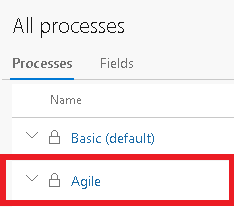 All processes
Processes Fields
Name
Basic (default)
Agile